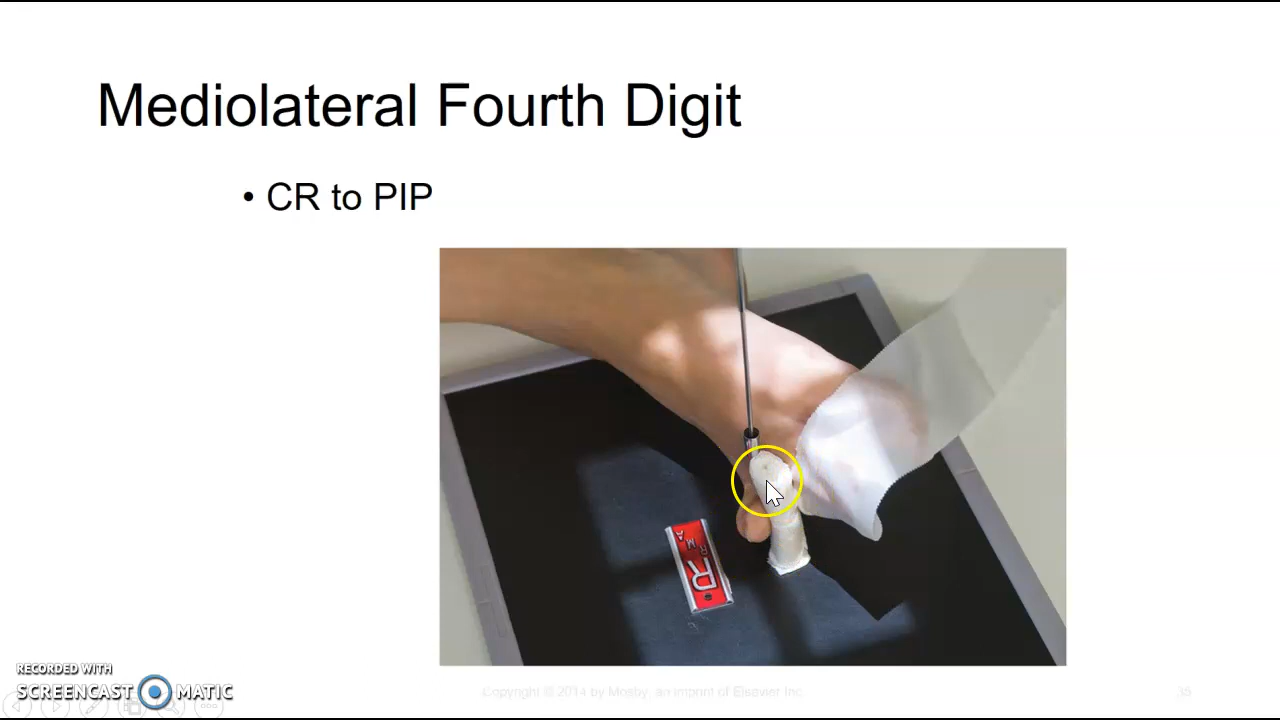 Mediolateral Fourth Digit
• CR to PIP
R
A
M
R
RECORDED WITH
SCREENCAST MATIC
Copyright © 2014 by Mosby, an imprint of Elsevier Inc.
35